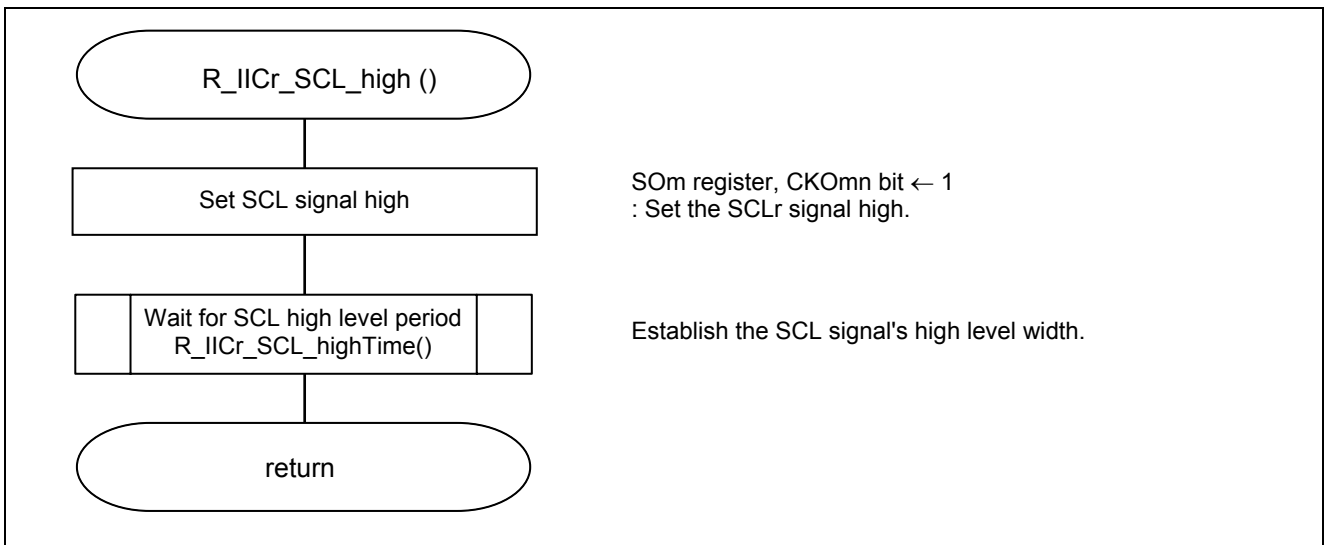 R_IICr_SCL_high ()
Set SCL signal high
SOm register, CKOmn bit ← 1
: Set the SCLr signal high.
Wait for SCL high level period
R_IICr_SCL_highTime()
Establish the SCL signal's high level width.
return